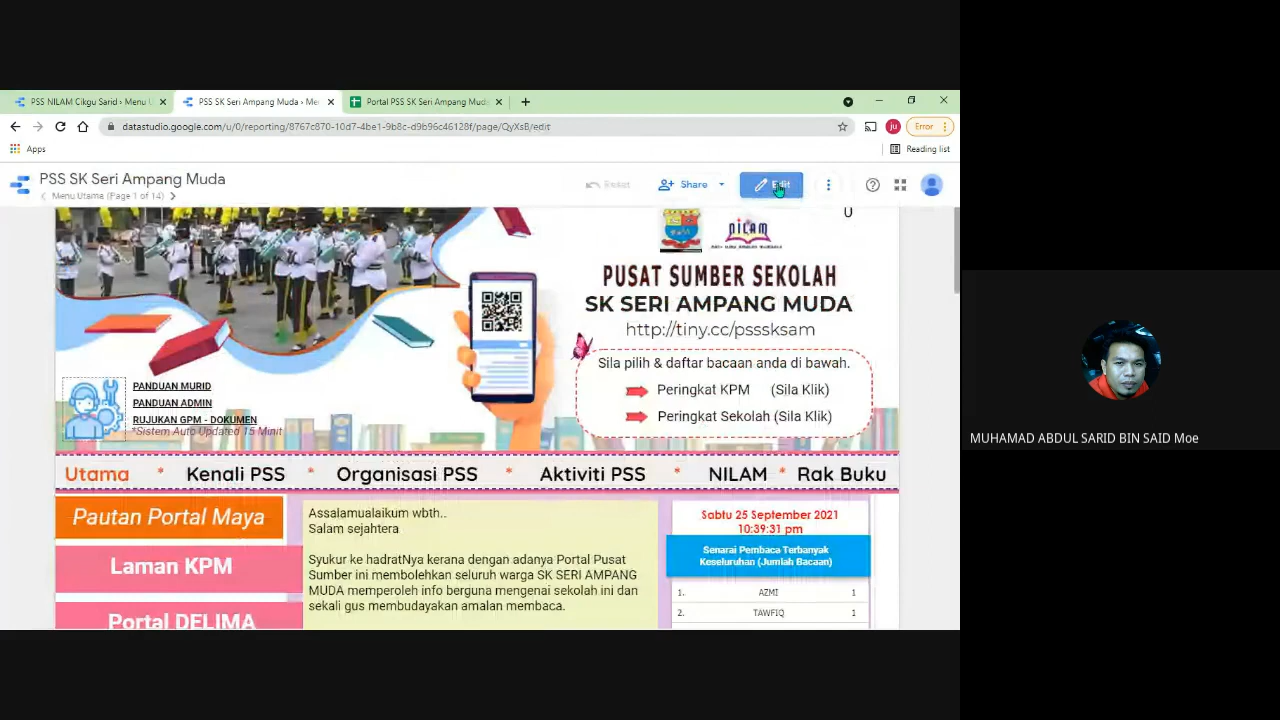 PSS NILAM Cikgu Sarid › Menu U
PSS SK Seri Ampang Muda › Me
Portal PSS SK Seri Ampang Muda
datastudio.google.com/u/0/reporting/8767c870-10d7-4be1-9b8c-d9b96c46128f/page/QyXsB/edit
ju
Error
Apps
Reading list
PSS SK Seri Ampang Muda
Menu Utama (Page 1 of 14)
Reset
Share
Edit
U
NILAM
PUSAT SUMBER SEKOLAH
SK SERI AMPANG MUDA
http://tiny.cc/psssksam
Sila pilih & daftar bacaan anda di bawah.
Peringkat KPM (Sila Klik)
Peringkat Sekolah (Sila Klik)
PANDUAN MURID
PANDUAN ADMIN
RUJUKAN GPM - DOKUMEN
*Sistem Auto Updated 15 Minit
Utama * Kenali PSS * Organisasi PSS * Aktiviti PSS * NILAM * Rak Buku
Pautan Portal Maya
Laman KPM
Portal DELIMA
Assalamualaikum wbth..
Salam sejahtera
Syukur ke hadratNya kerana dengan adanya Portal Pusat
Sumber ini membolehkan seluruh warga SK SERI AMPANG
MUDA memperoleh info berguna mengenai sekolah ini dan
sekali gus membudayakan amalan membaca.
Sabtu 25 September 2021
10:39:31 pm
Senarai Pembaca Terbanyak
Keseluruhan (Jumlah Bacaan)
1. AZMI 1
2. TAWFIQ 1
MUHAMAD ABDUL SARID BIN SAID Moe